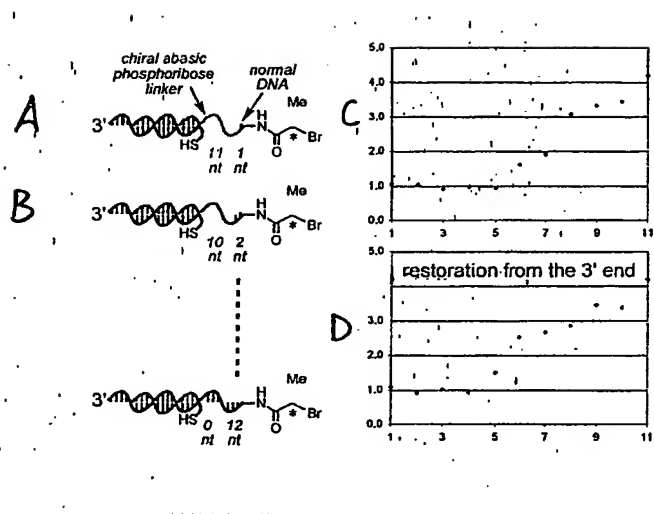 chiral abasic
phosphoribose
linker
normal
DNA
A
3'
HS
11
nt
1
nt
H
N
O
*
Me
Br
B
3'
HS
10
nt
2
nt
H
N
O
*
Me
Br
3'
HS
0
nt
12
nt
H
N
O
*
Me
Br
C
5,0
4,0
3,0
2,0
1,0
0,0
1 3 5 7 9 11
D
5,0
restoration from the 3' end
3,0
2,0
1,0
0,0
1 3 5 7 9 11